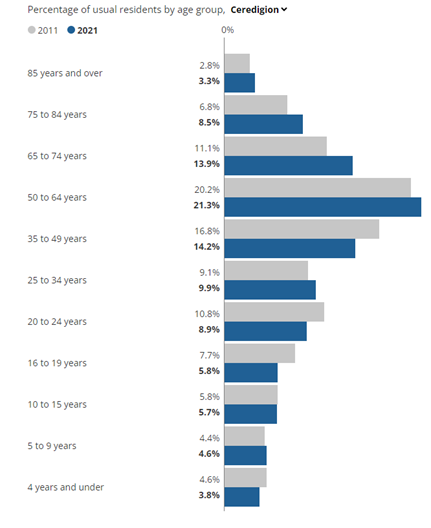 Percentage of usual residents by age group, Ceredigion
2011 2021 0%
85 years and over 2.8%
3.3%
75 to 84 years 6.8%
8.5%
65 to 74 years 11.1%
13.9%
50 to 64 years 20.2%
21.3%
35 to 49 years 16.8%
14.2%
25 to 34 years 9.1%
9.9%
20 to 24 years 10.8%
8.9%
16 to 19 years 7.7%
5.8%
10 to 15 years 5.8%
5.7%
5 to 9 years 4.4%
4.6%
4 years and under 4.6%
3.8%